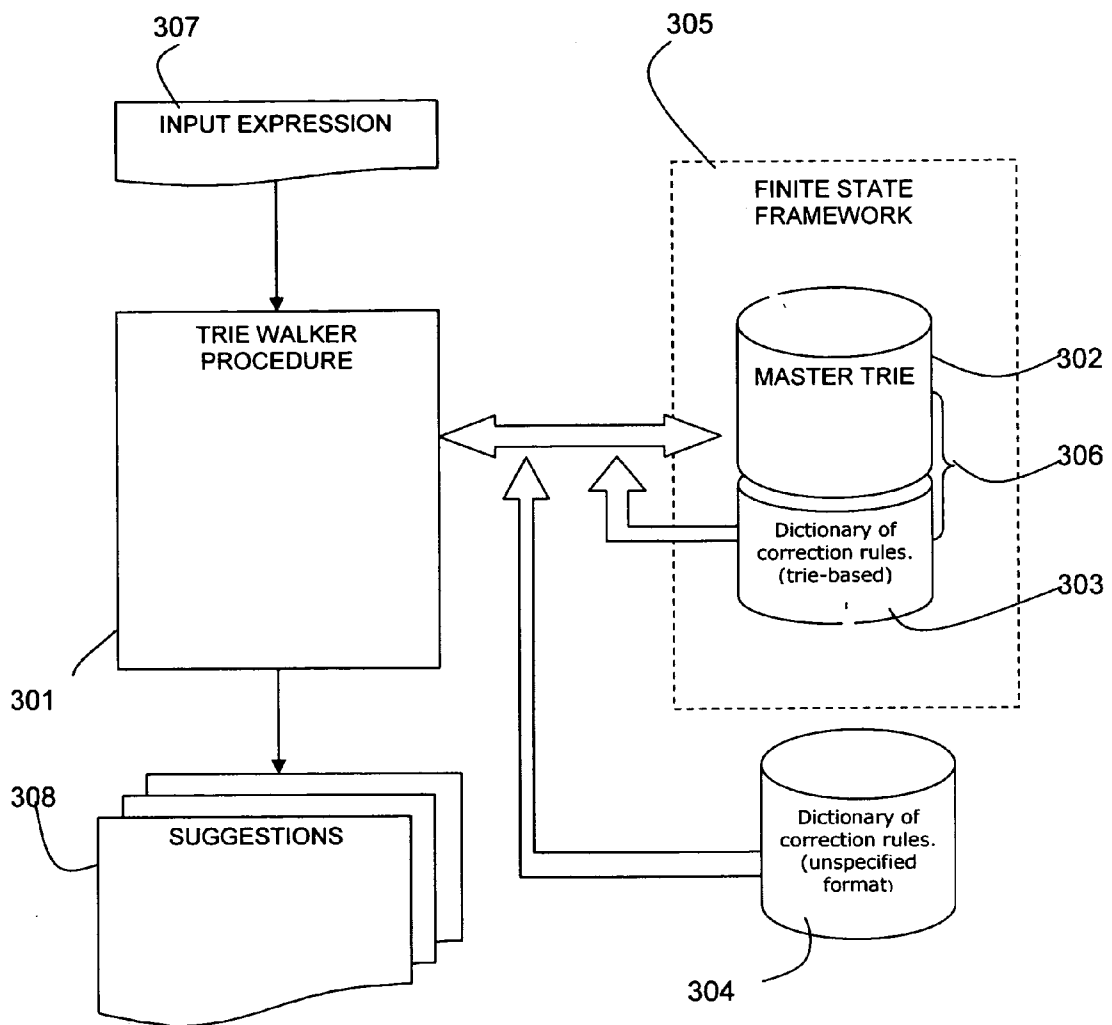 307
305
INPUT EXPRESSION
FINITE STATE
FRAMEWORK
TRIE WALKER
PROCEDURE
302
MASTER TRIE
306
Dictionary of
correction rules.
(trie-based)
303
301
308
SUGGESTIONS
Dictionary of
correction rules.
(unspecified
format)
304